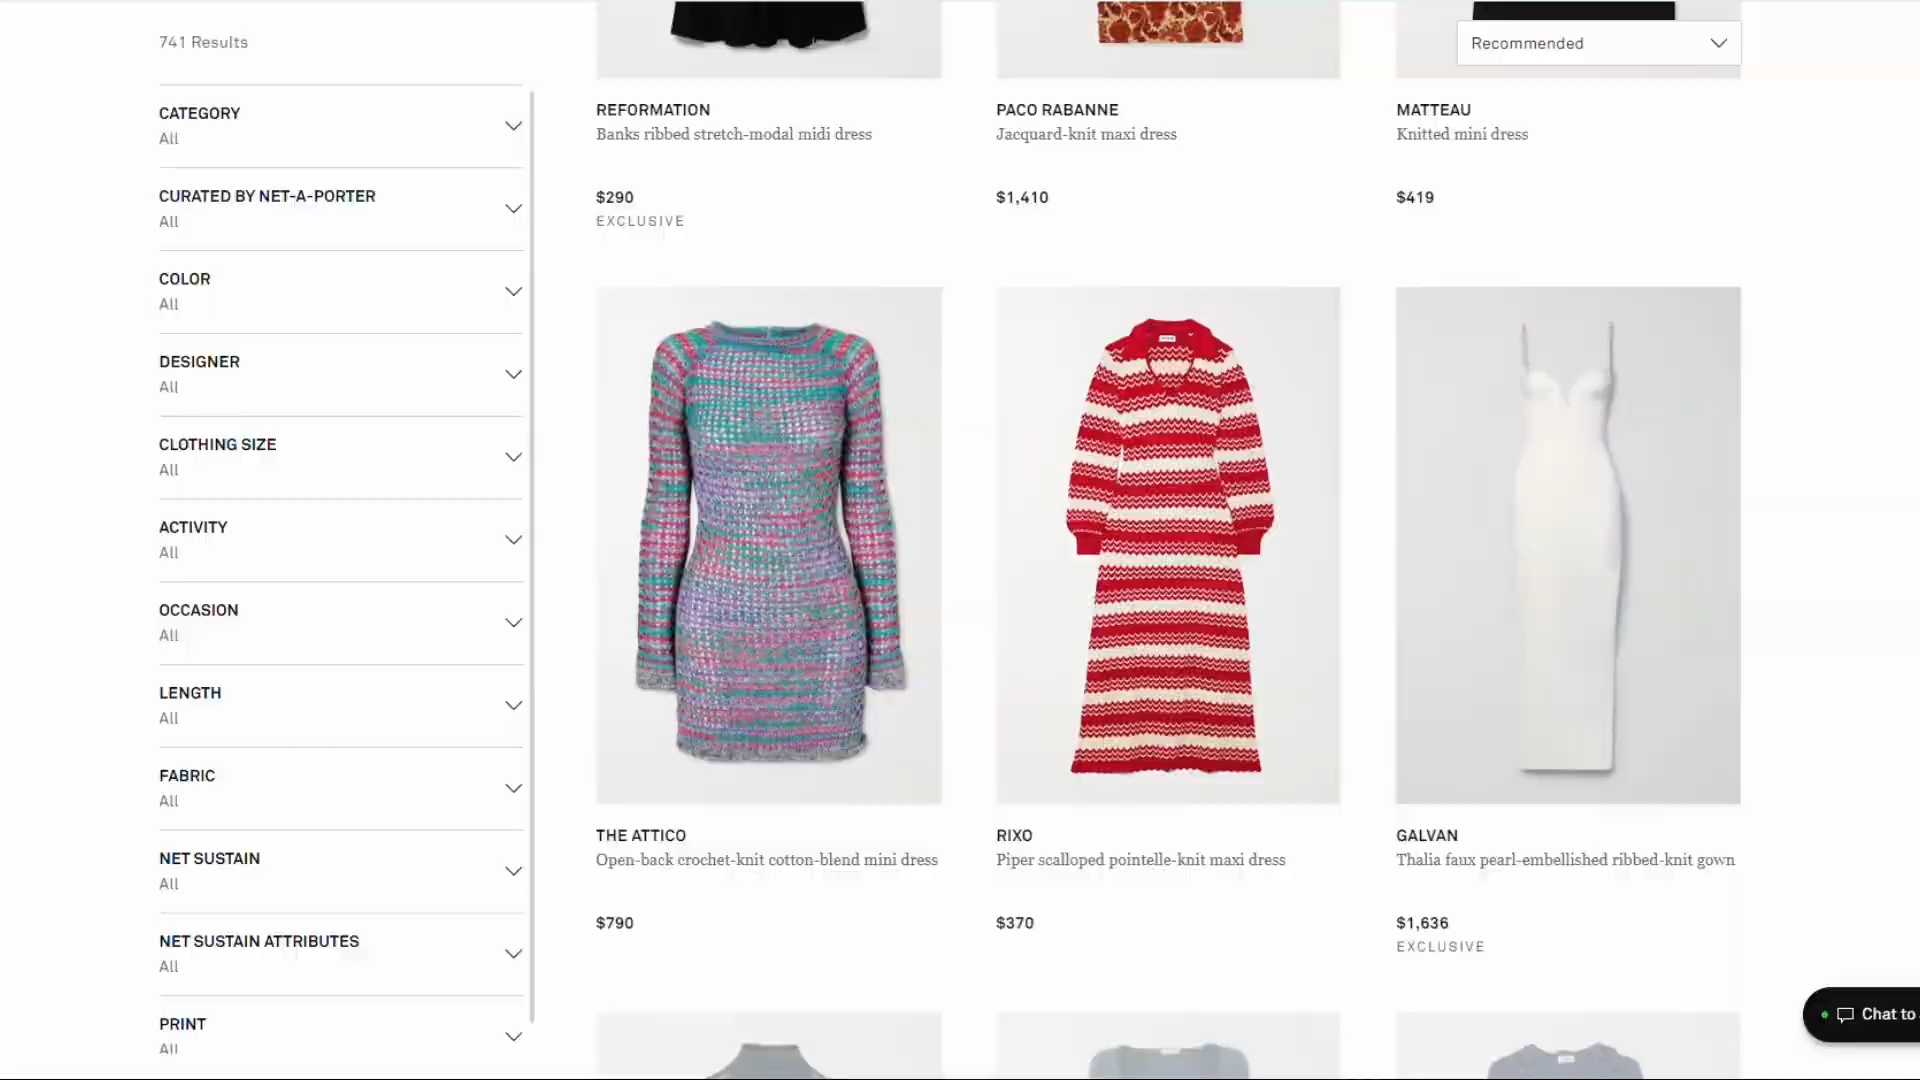 741 Results
Recommended
CATEGORY
All
CURATED BY NET-A-PORTER
All
COLOR
All
DESIGNER
All
CLOTHING SIZE
All
ACTIVITY
All
OCCASION
All
LENGTH
All
FABRIC
All
NET SUSTAIN
All
NET SUSTAIN ATTRIBUTES
All
PRINT
All
REFORMATION
Banks ribbed stretch-modal midi dress
$290
EXCLUSIVE
PACO RABANNE
Jacquard-knit maxi dress
$1,410
MATTEAU
Knitted mini dress
$419
THE ATTICO
Open-back crochet-knit cotton-blend mini dress
$790
RIXO
Piper scalloped pointelle-knit maxi dress
$370
GALVAN
Thalia faux pearl-embellished ribbed-knit gown
$1,636
EXCLUSIVE
Chat to